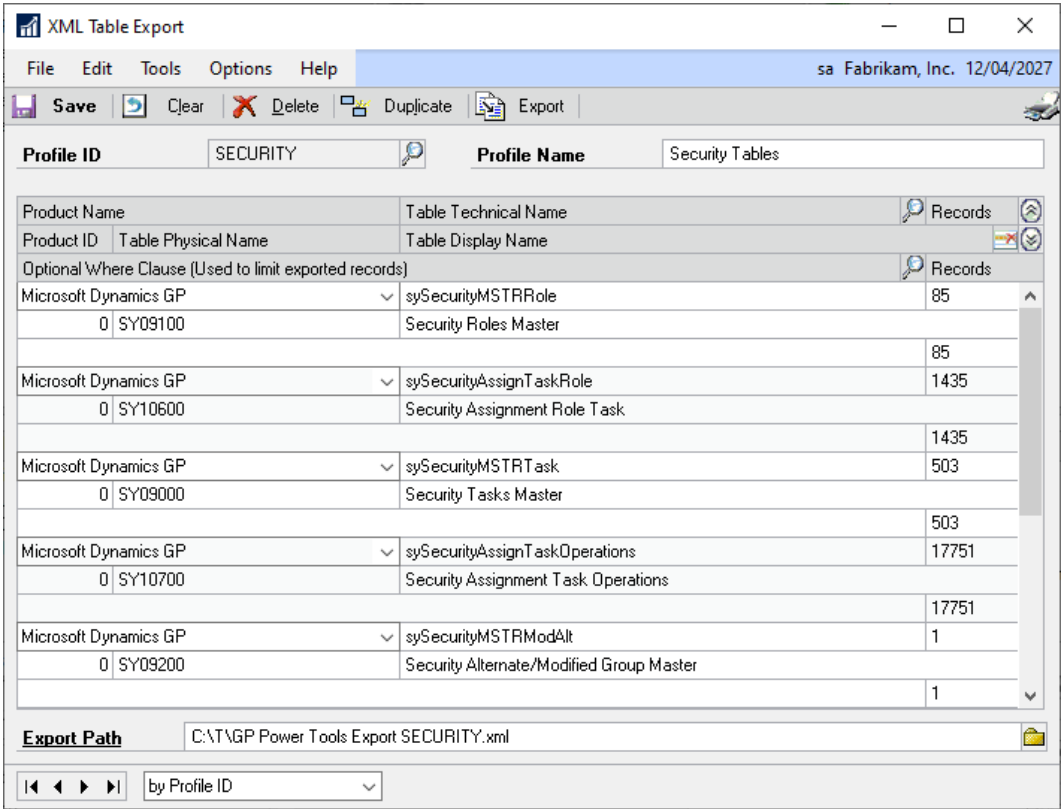 XML Table Export
File Edit Tools Options Help sa Fabrikam, Inc. 12/04/2027
Save Clear Delete Duplicate Export
Profile ID SECURITY Profile Name Security Tables
Product Name Table Technical Name Records
Product ID Table Physical Name Table Display Name
Optional Where Clause (Used to limit exported records) Records
Microsoft Dynamics GP sySecurityMSTRRole 85
0 SY09100 Security Roles Master
85
Microsoft Dynamics GP sySecurityAssignTaskRole 1435
0 SY10600 Security Assignment Role Task
1435
Microsoft Dynamics GP sySecurityMSTRTask 503
0 SY09000 Security Tasks Master
503
Microsoft Dynamics GP sySecurityAssignTaskOperations 17751
0 SY10700 Security Assignment Task Operations
17751
Microsoft Dynamics GP sySecurityMSTRModAlt 1
0 SY09200 Security Alternate/Modified Group Master
1
Export Path C:\T\GP Power Tools Export SECURITY.xml
by Profile ID